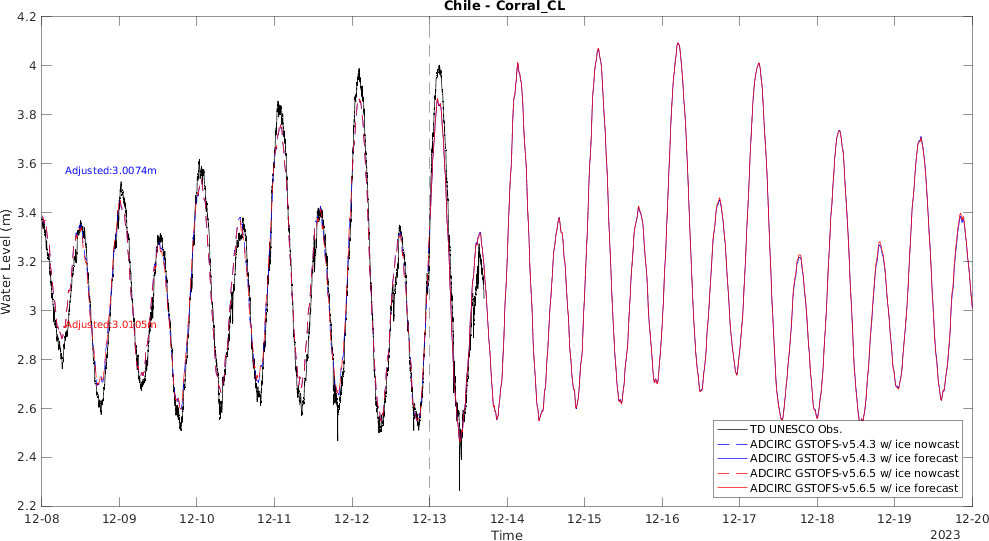 Chile - Corral_CL
4.2
4
3.8
3.6
3.4
3.2
3
2.8
2.6
2.4
2.2
Water Level (m)
Adjusted:3.0074m
Adjusted:3.0105m
TD UNESCO Obs.
ADCIRC GSTOFS-v5.4.3 w/ ice nowcast
ADCIRC GSTOFS-v5.4.3 w/ ice forecast
ADCIRC GSTOFS-v5.6.5 w/ ice nowcast
ADCIRC GSTOFS-v5.6.5 w/ ice forecast
12-08 12-09 12-10 12-11 12-12 12-13 12-14 12-15 12-16 12-17 12-18 12-19 12-20
Time 2023